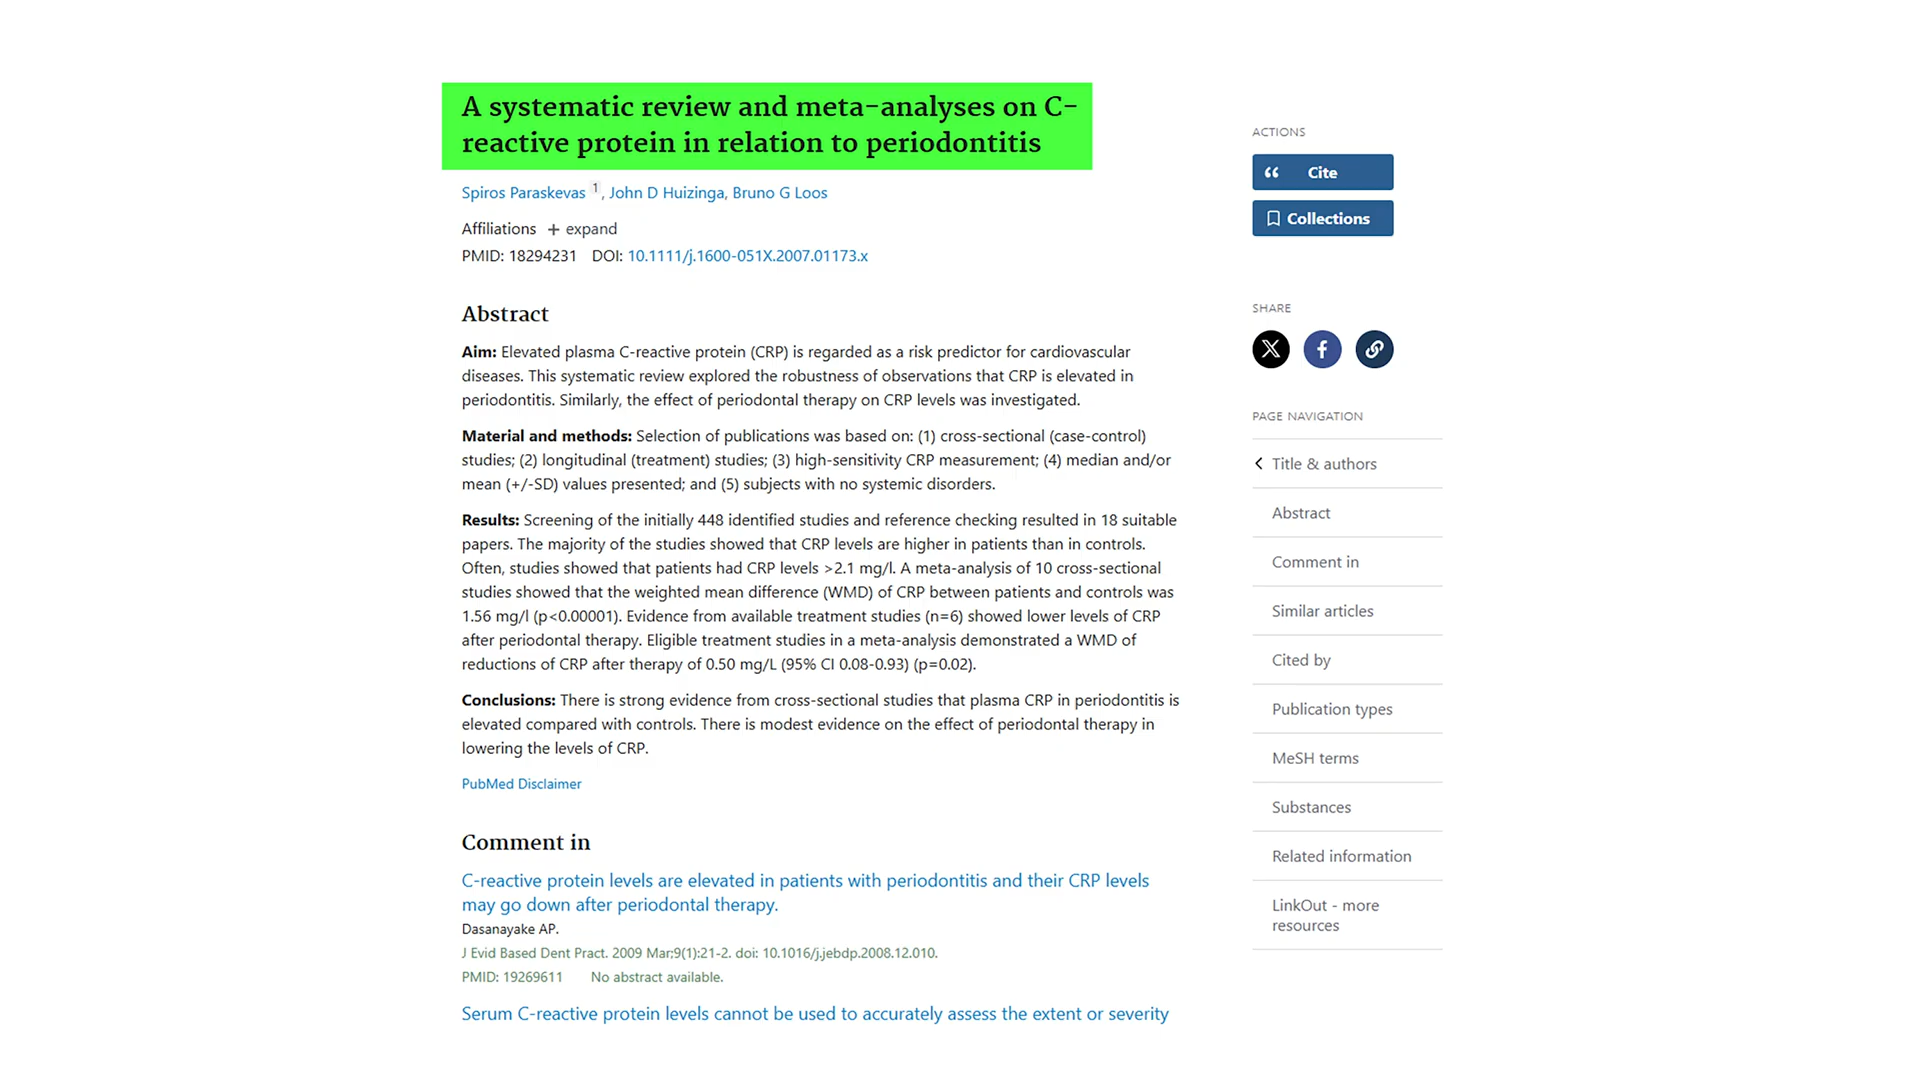 A systematic review and meta-analyses on C-
reactive protein in relation to periodontitis
Spiros Paraskevas 1, John D Huizinga, Bruno G Loos
Affiliations + expand
PMID: 18294231 DOI: 10.1111/j.1600-051X.2007.01173.x
Abstract
Aim: Elevated plasma C-reactive protein (CRP) is regarded as a risk predictor for cardiovascular
diseases. This systematic review explored the robustness of observations that CRP is elevated in
periodontitis. Similarly, the effect of periodontal therapy on CRP levels was investigated.
Material and methods: Selection of publications was based on: (1) cross-sectional (case-control)
studies; (2) longitudinal (treatment) studies; (3) high-sensitivity CRP measurement; (4) median and/or
mean (+/-SD) values presented; and (5) subjects with no systemic disorders.
Results: Screening of the initially 448 identified studies and reference checking resulted in 18 suitable
papers. The majority of the studies showed that CRP levels are higher in patients than in controls.
Often, studies showed that patients had CRP levels >2.1 mg/l. A meta-analysis of 10 cross-sectional
studies showed that the weighted mean difference (WMD) of CRP between patients and controls was
1.56 mg/l (p<0.00001). Evidence from available treatment studies (n=6) showed lower levels of CRP
after periodontal therapy. Eligible treatment studies in a meta-analysis demonstrated a WMD of
reductions of CRP after therapy of 0.50 mg/L (95% CI 0.08-0.93) (p=0.02).
Conclusions: There is strong evidence from cross-sectional studies that plasma CRP in periodontitis is
elevated compared with controls. There is modest evidence on the effect of periodontal therapy in
lowering the levels of CRP.
PubMed Disclaimer
Comment in
C-reactive protein levels are elevated in patients with periodontitis and their CRP levels
may go down after periodontal therapy.
Dasanayake AP.
J Evid Based Dent Pract. 2009 Mar;9(1):21-2. doi: 10.1016/j.jebdp.2008.12.010.
PMID: 19269611 No abstract available.
Serum C-reactive protein levels cannot be used to accurately assess the extent or severity
ACTIONS
Cite
Collections
SHARE
PAGE NAVIGATION
Title & authors
Abstract
Comment in
Similar articles
Cited by
Publication types
MeSH terms
Substances
Related information
LinkOut - more
resources